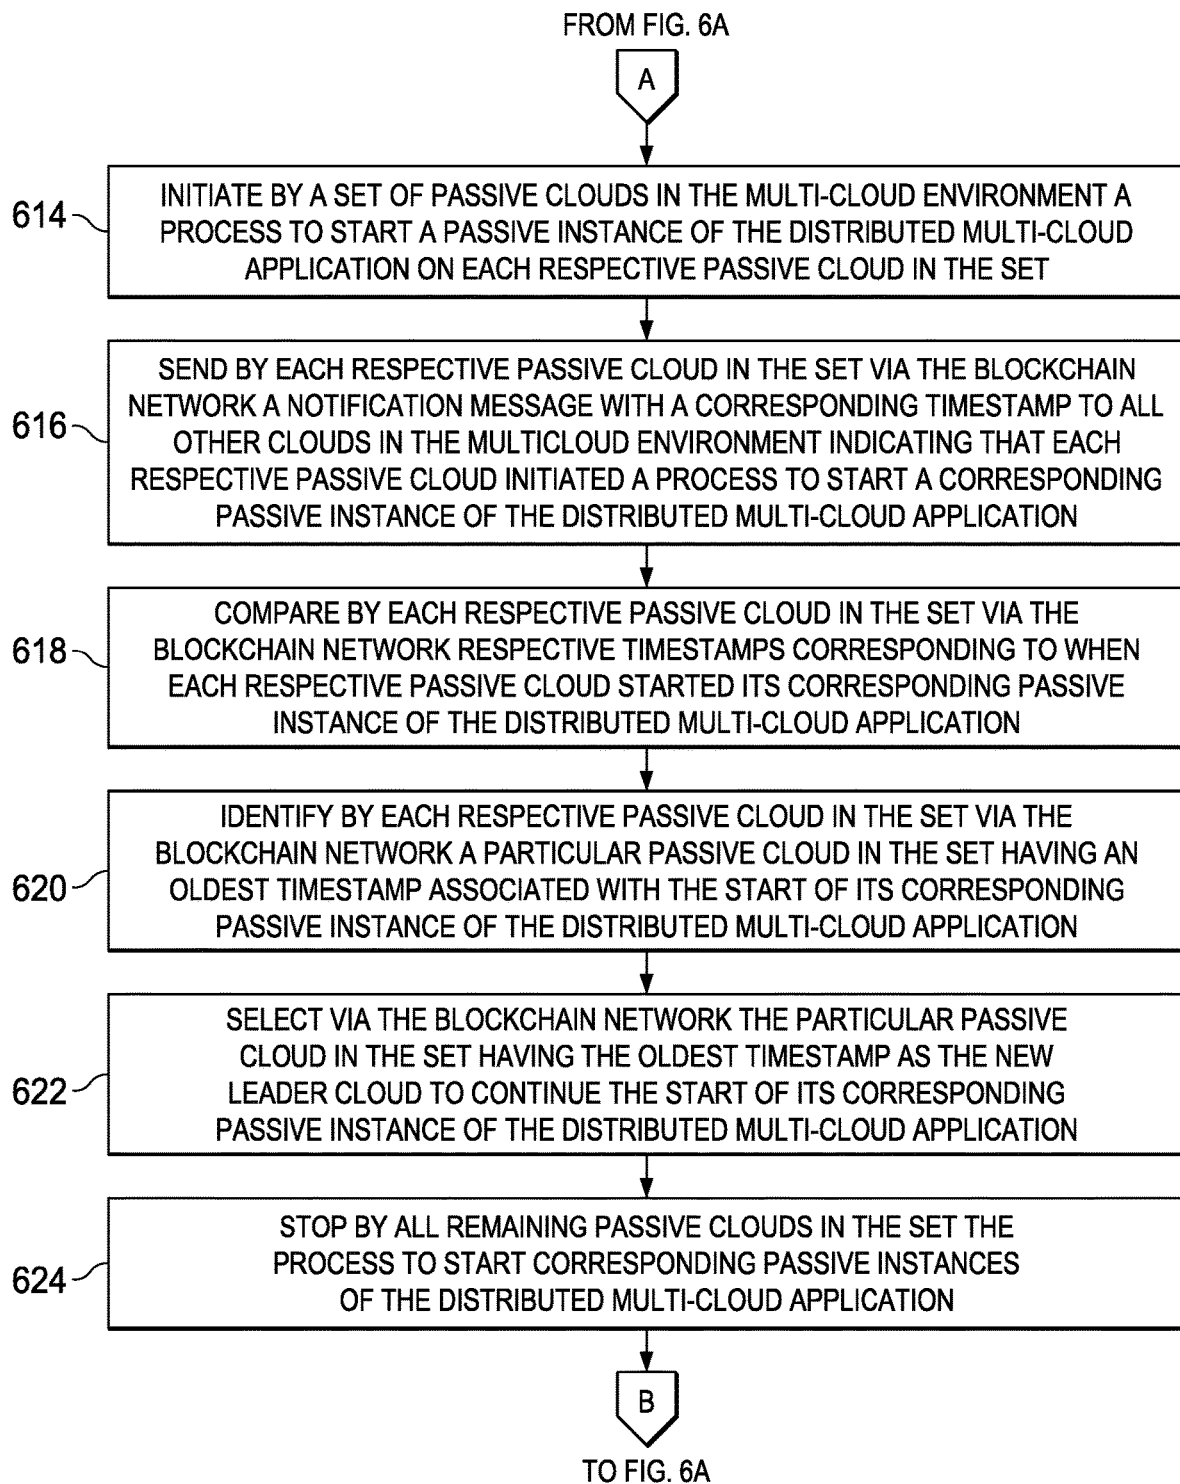 FROM FIG. 6A
A
614
INITIATE BY A SET OF PASSIVE CLOUDS IN THE MULTI-CLOUD ENVIRONMENT A
PROCESS TO START A PASSIVE INSTANCE OF THE DISTRIBUTED MULTI-CLOUD
APPLICATION ON EACH RESPECTIVE PASSIVE CLOUD IN THE SET
616
SEND BY EACH RESPECTIVE PASSIVE CLOUD IN THE SET VIA THE BLOCKCHAIN
NETWORK A NOTIFICATION MESSAGE WITH A CORRESPONDING TIMESTAMP TO ALL
OTHER CLOUDS IN THE MULTICLOUD ENVIRONMENT INDICATING THAT EACH
RESPECTIVE PASSIVE CLOUD INITIATED A PROCESS TO START A CORRESPONDING
PASSIVE INSTANCE OF THE DISTRIBUTED MULTI-CLOUD APPLICATION
618
COMPARE BY EACH RESPECTIVE PASSIVE CLOUD IN THE SET VIA THE
BLOCKCHAIN NETWORK RESPECTIVE TIMESTAMPS CORRESPONDING TO WHEN
EACH RESPECTIVE PASSIVE CLOUD STARTED ITS CORRESPONDING PASSIVE
INSTANCE OF THE DISTRIBUTED MULTI-CLOUD APPLICATION
620
IDENTIFY BY EACH RESPECTIVE PASSIVE CLOUD IN THE SET VIA THE
BLOCKCHAIN NETWORK A PARTICULAR PASSIVE CLOUD IN THE SET HAVING AN
OLDEST TIMESTAMP ASSOCIATED WITH THE START OF ITS CORRESPONDING
PASSIVE INSTANCE OF THE DISTRIBUTED MULTI-CLOUD APPLICATION
622
SELECT VIA THE BLOCKCHAIN NETWORK THE PARTICULAR PASSIVE
CLOUD IN THE SET HAVING THE OLDEST TIMESTAMP AS THE NEW
LEADER CLOUD TO CONTINUE THE START OF ITS CORRESPONDING
PASSIVE INSTANCE OF THE DISTRIBUTED MULTI-CLOUD APPLICATION
624
STOP BY ALL REMAINING PASSIVE CLOUDS IN THE SET THE
PROCESS TO START CORRESPONDING PASSIVE INSTANCES
OF THE DISTRIBUTED MULTI-CLOUD APPLICATION
B
TO FIG. 6A